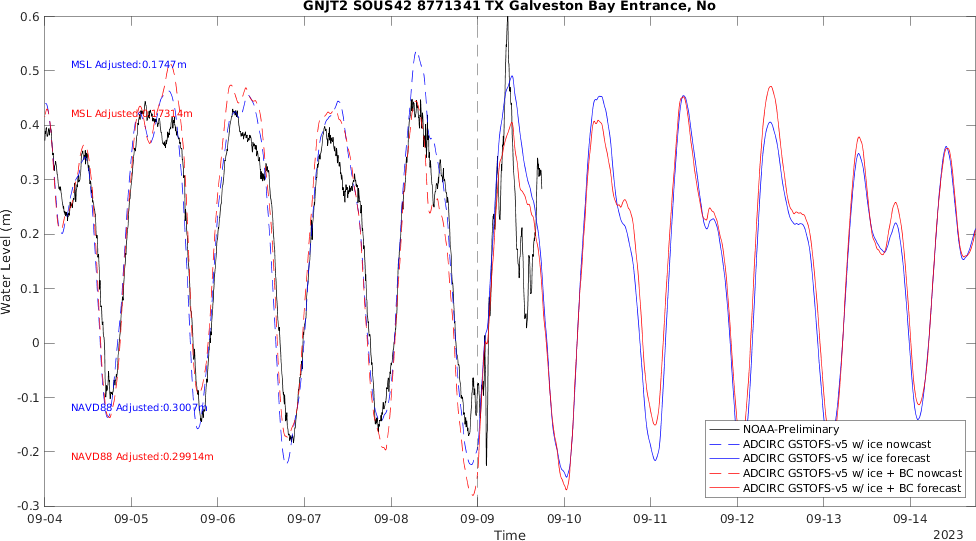 GNJT2 SOUS42 8771341 TX Galveston Bay Entrance, No
Water Level (m)
0.6
0.5
0.4
0.3
0.2
0.1
0
-0.1
-0.2
-0.3
MSL Adjusted:0.1747m
MSL Adjusted:0.17314m
NAVD88 Adjusted:0.3007m
NAVD88 Adjusted:0.29914m
NOAA-Preliminary
ADCIRC GSTOFS-v5 w/ ice nowcast
ADCIRC GSTOFS-v5 w/ ice forecast
ADCIRC GSTOFS-v5 w/ ice + BC nowcast
ADCIRC GSTOFS-v5 w/ ice + BC forecast
09-04 09-05 09-06 09-07 09-08 09-09 09-10 09-11 09-12 09-13 09-14
Time
2023